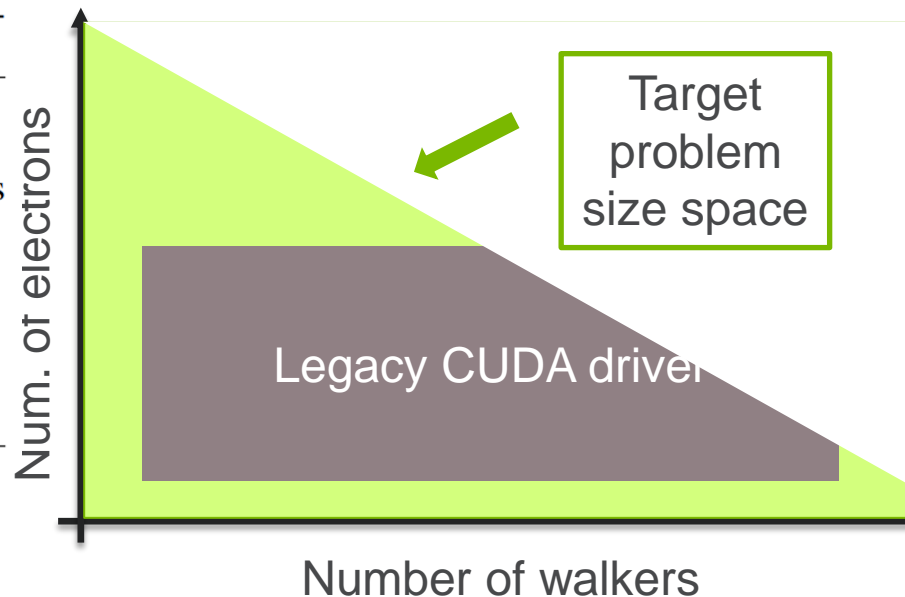 Target
problem
size space
Num. of electrons
s
Legacy CUDA driver
Number of walkers